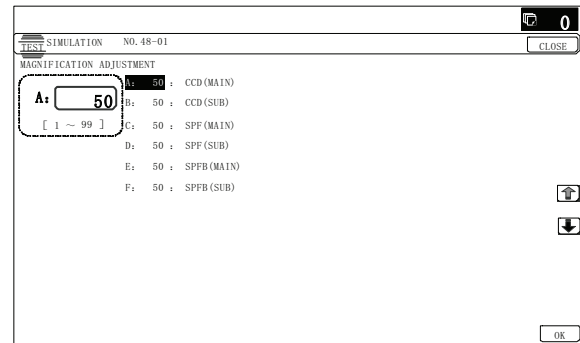 0
TEST SIMULATION NO. 48-01
CLOSE
MAGNIFICATION ADJUSTMENT
A: 50
[ 1 ~ 99 ]
A: 50 : CCD(MAIN)
B: 50 : CCD(SUB)
C: 50 : SPF(MAIN)
D: 50 : SPF(SUB)
E: 50 : SPFB(MAIN)
F: 50 : SPFB(SUB)
OK